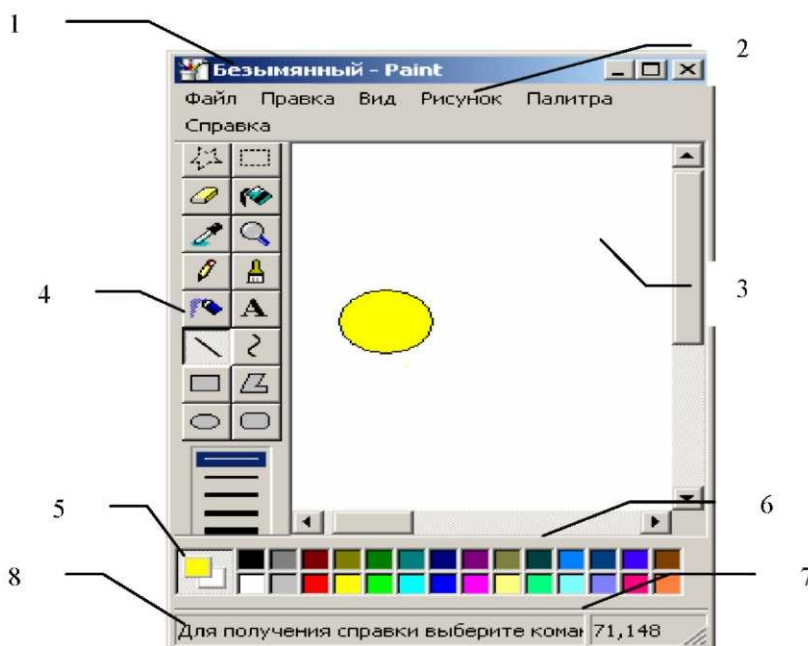 1
2
Безымянный - Paint
Файл Правка Вид Рисунок Палитра
Справка
3
4
A
5
6
7
8
Для получения справки выберите коман
71,148